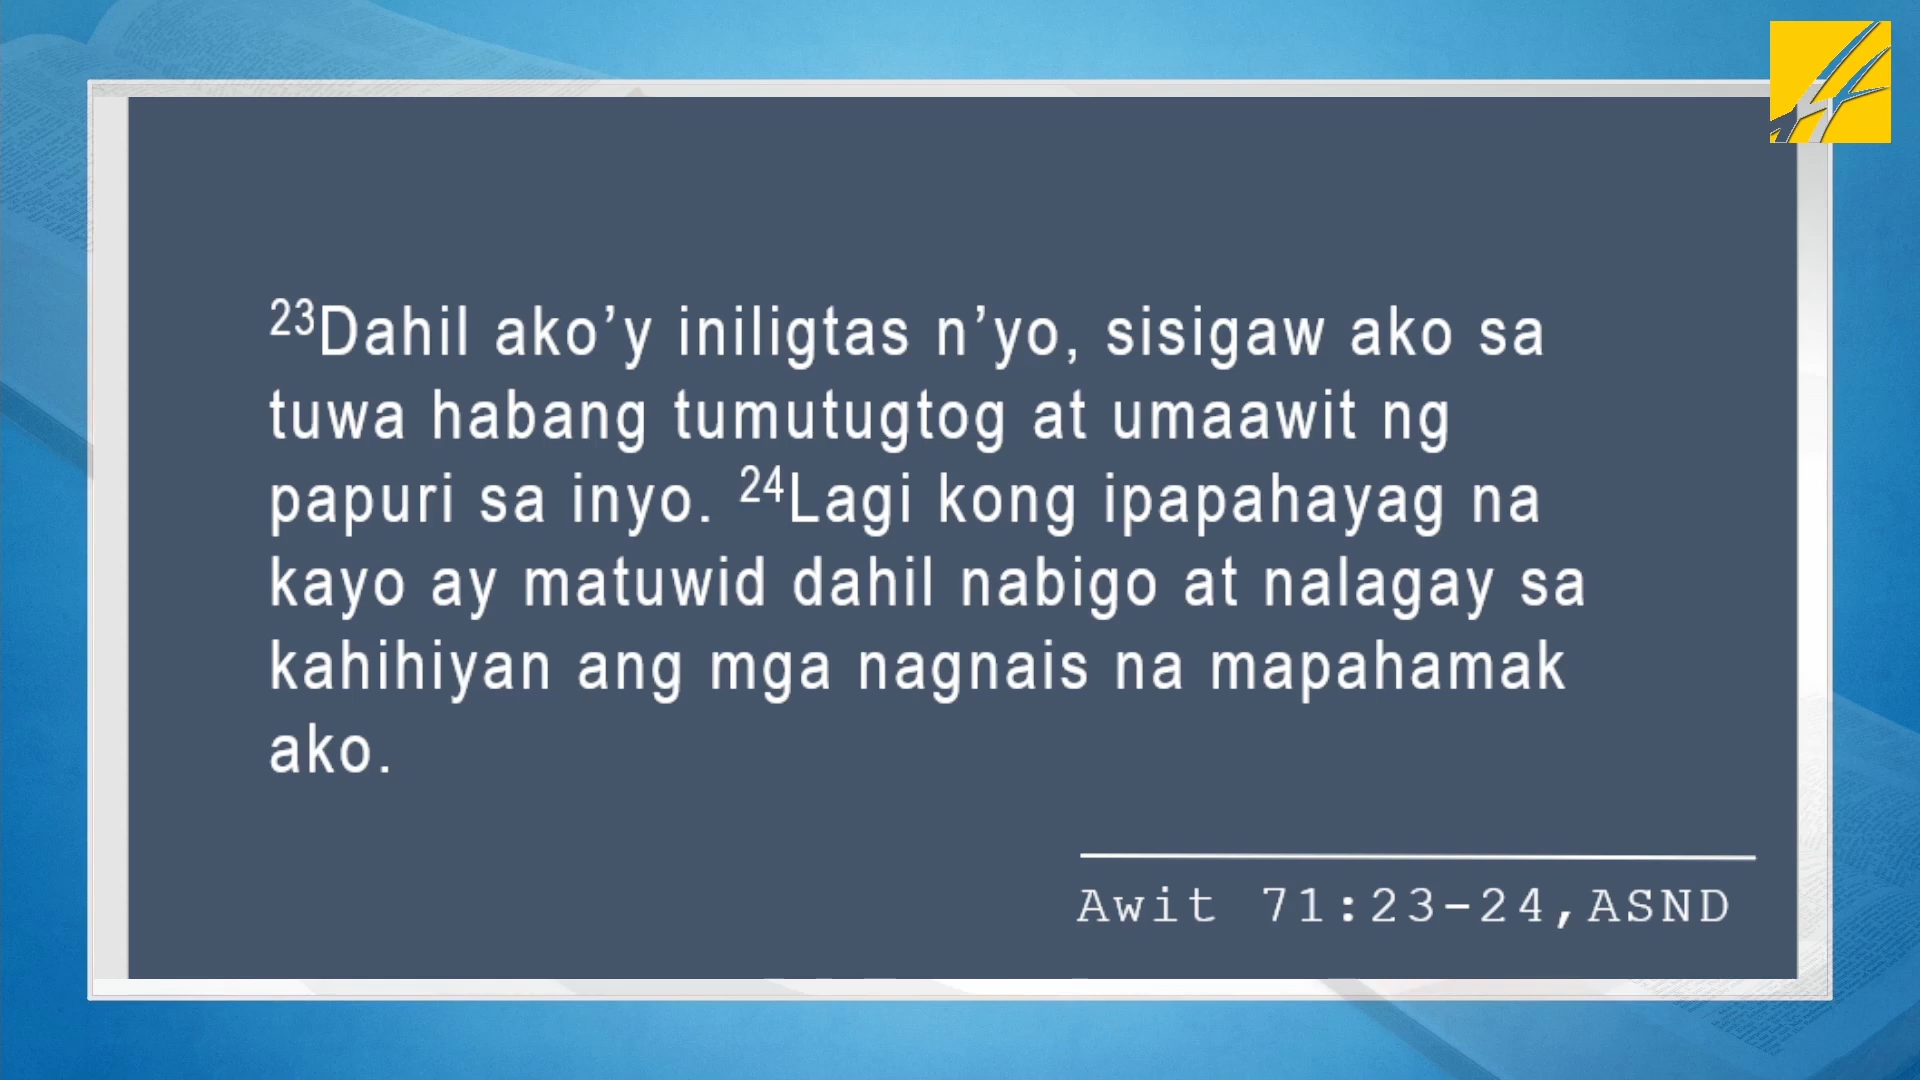 ²³Dahil ako’y iniligtas n’yo, sisigaw ako sa
tuwa habang tumutugtog at umaawit ng
papuri sa inyo. ²⁴Lagi kong ipapahayag na
kayo ay matuwid dahil nabigo at nalagay sa
kahihiyan ang mga nagnais na mapahamak
ako.
Awit 71:23-24,ASND